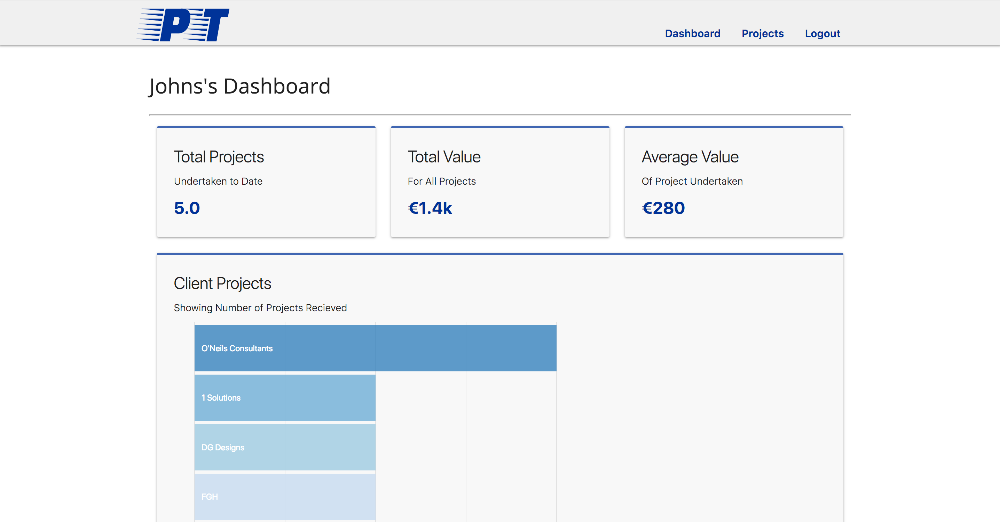 PT
Dashboard Projects Logout
Johns's Dashboard
Total Projects
Undertaken to Date
5.0
Total Value
For All Projects
€1.4k
Average Value
Of Project Undertaken
€280
Client Projects
Showing Number of Projects Recieved
O'Neils Consultants
1 Solutions
DG Designs
FGH